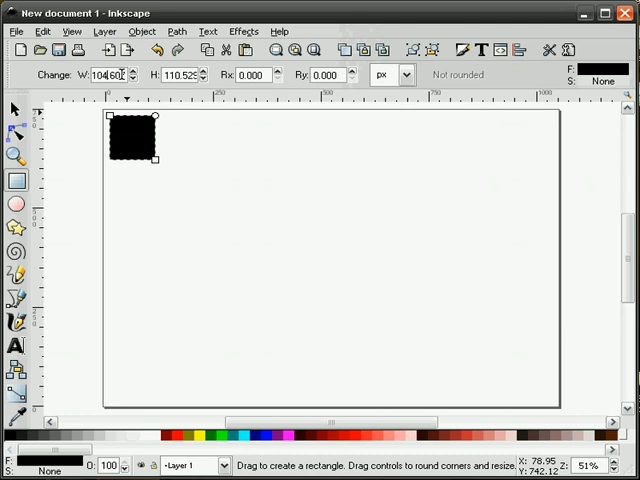 New document 1 - Inkscape
File Edit View Layer Object Path Text Effects Help
Change: W: 104.60 H: 110.529 Rx: 0.000 Ry: 0.000 px Not rounded F: S: None
250 500 750
F: S: None O: 100 •Layer 1 Drag to create a rectangle. Drag controls to round corners and resize. X: 78.95 Y: 742.12 Z: 51%